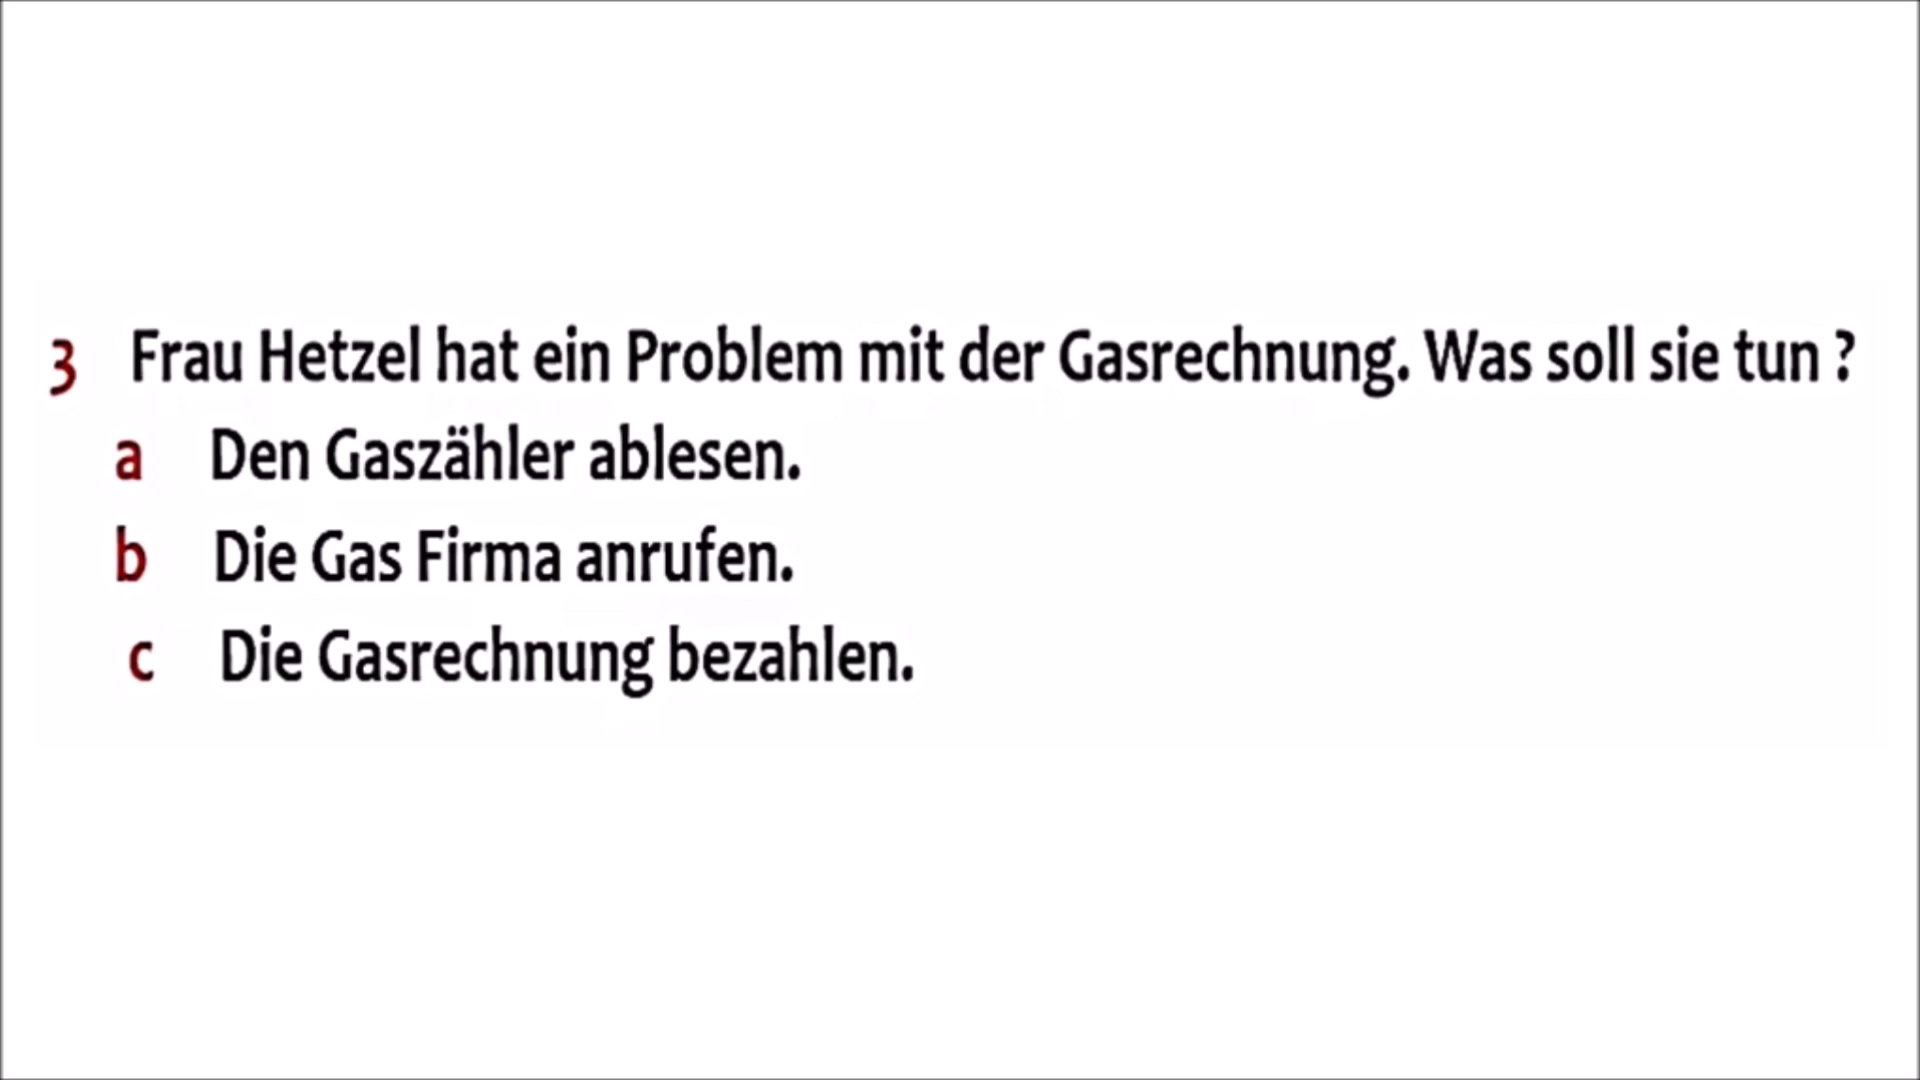 3 Frau Hetzel hat ein Problem mit der Gasrechnung. Was soll sie tun ?
a Den Gaszähler ablesen.
b Die Gas Firma anrufen.
c Die Gasrechnung bezahlen.